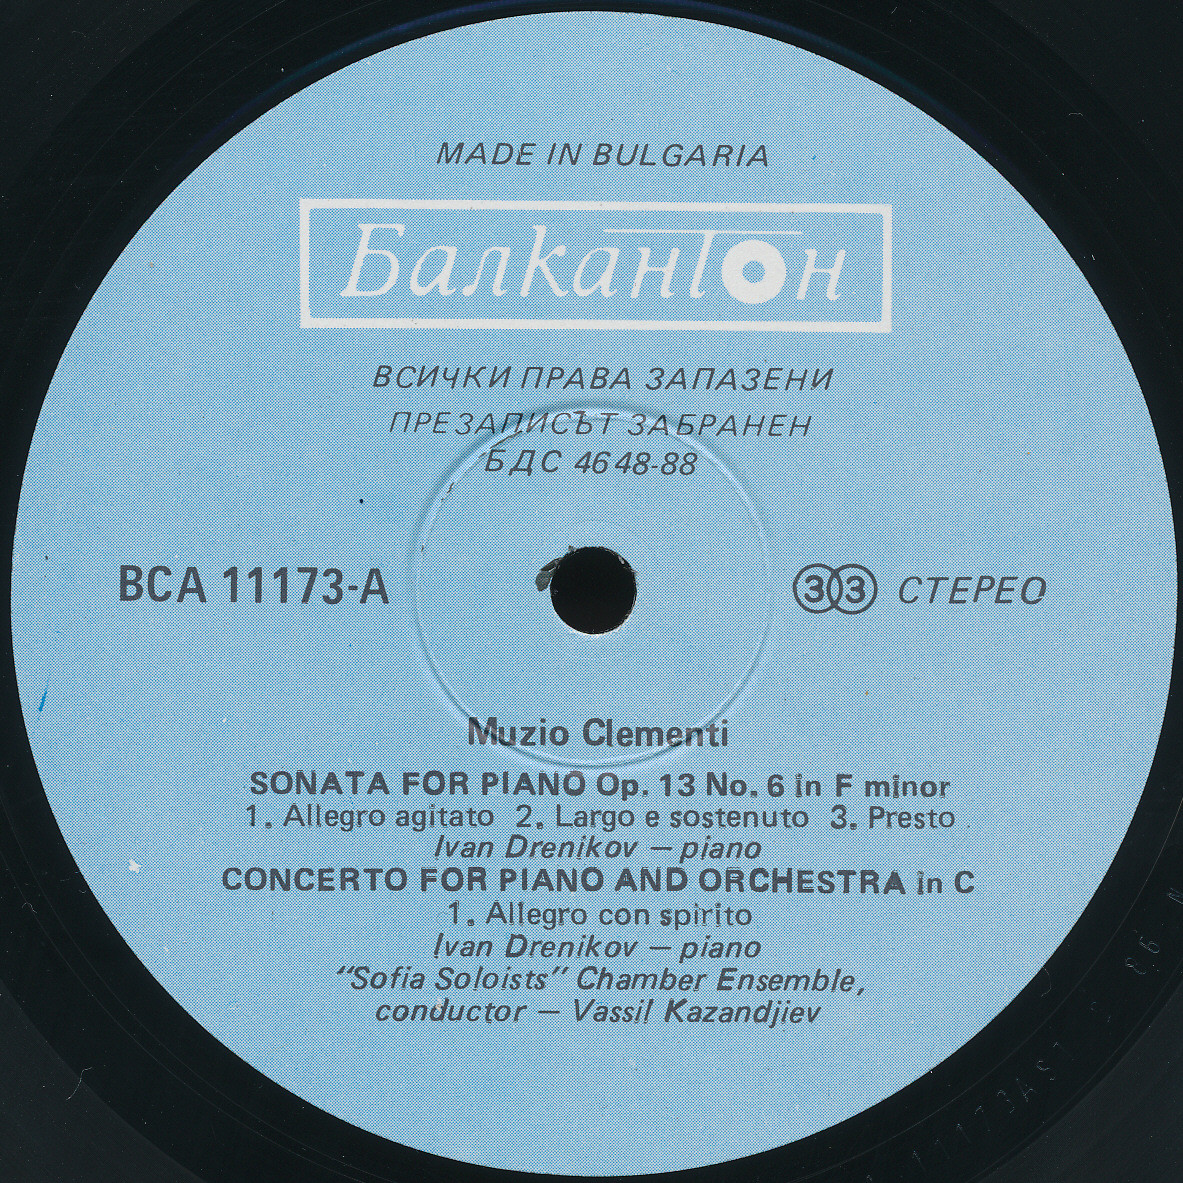 MADE IN BULGARIA
Балкантон
ВСИЧКИ ПРАВА ЗАПАЗЕНИ
ПРЕЗАПИСЪТ ЗАБРАНЕН
БДС 4648-88
ВСА 11173-А
33 СТЕРЕО
Muzio Clementi
SONATA FOR PIANO Op. 13 No. 6 in F minor
1. Allegro agitato 2. Largo e sostenuto 3. Presto
Ivan Drenikov — piano
CONCERTO FOR PIANO AND ORCHESTRA in C
1. Allegro con spirito
Ivan Drenikov — piano
"Sofia Soloists" Chamber Ensemble,
conductor — Vassil Kazandjiev